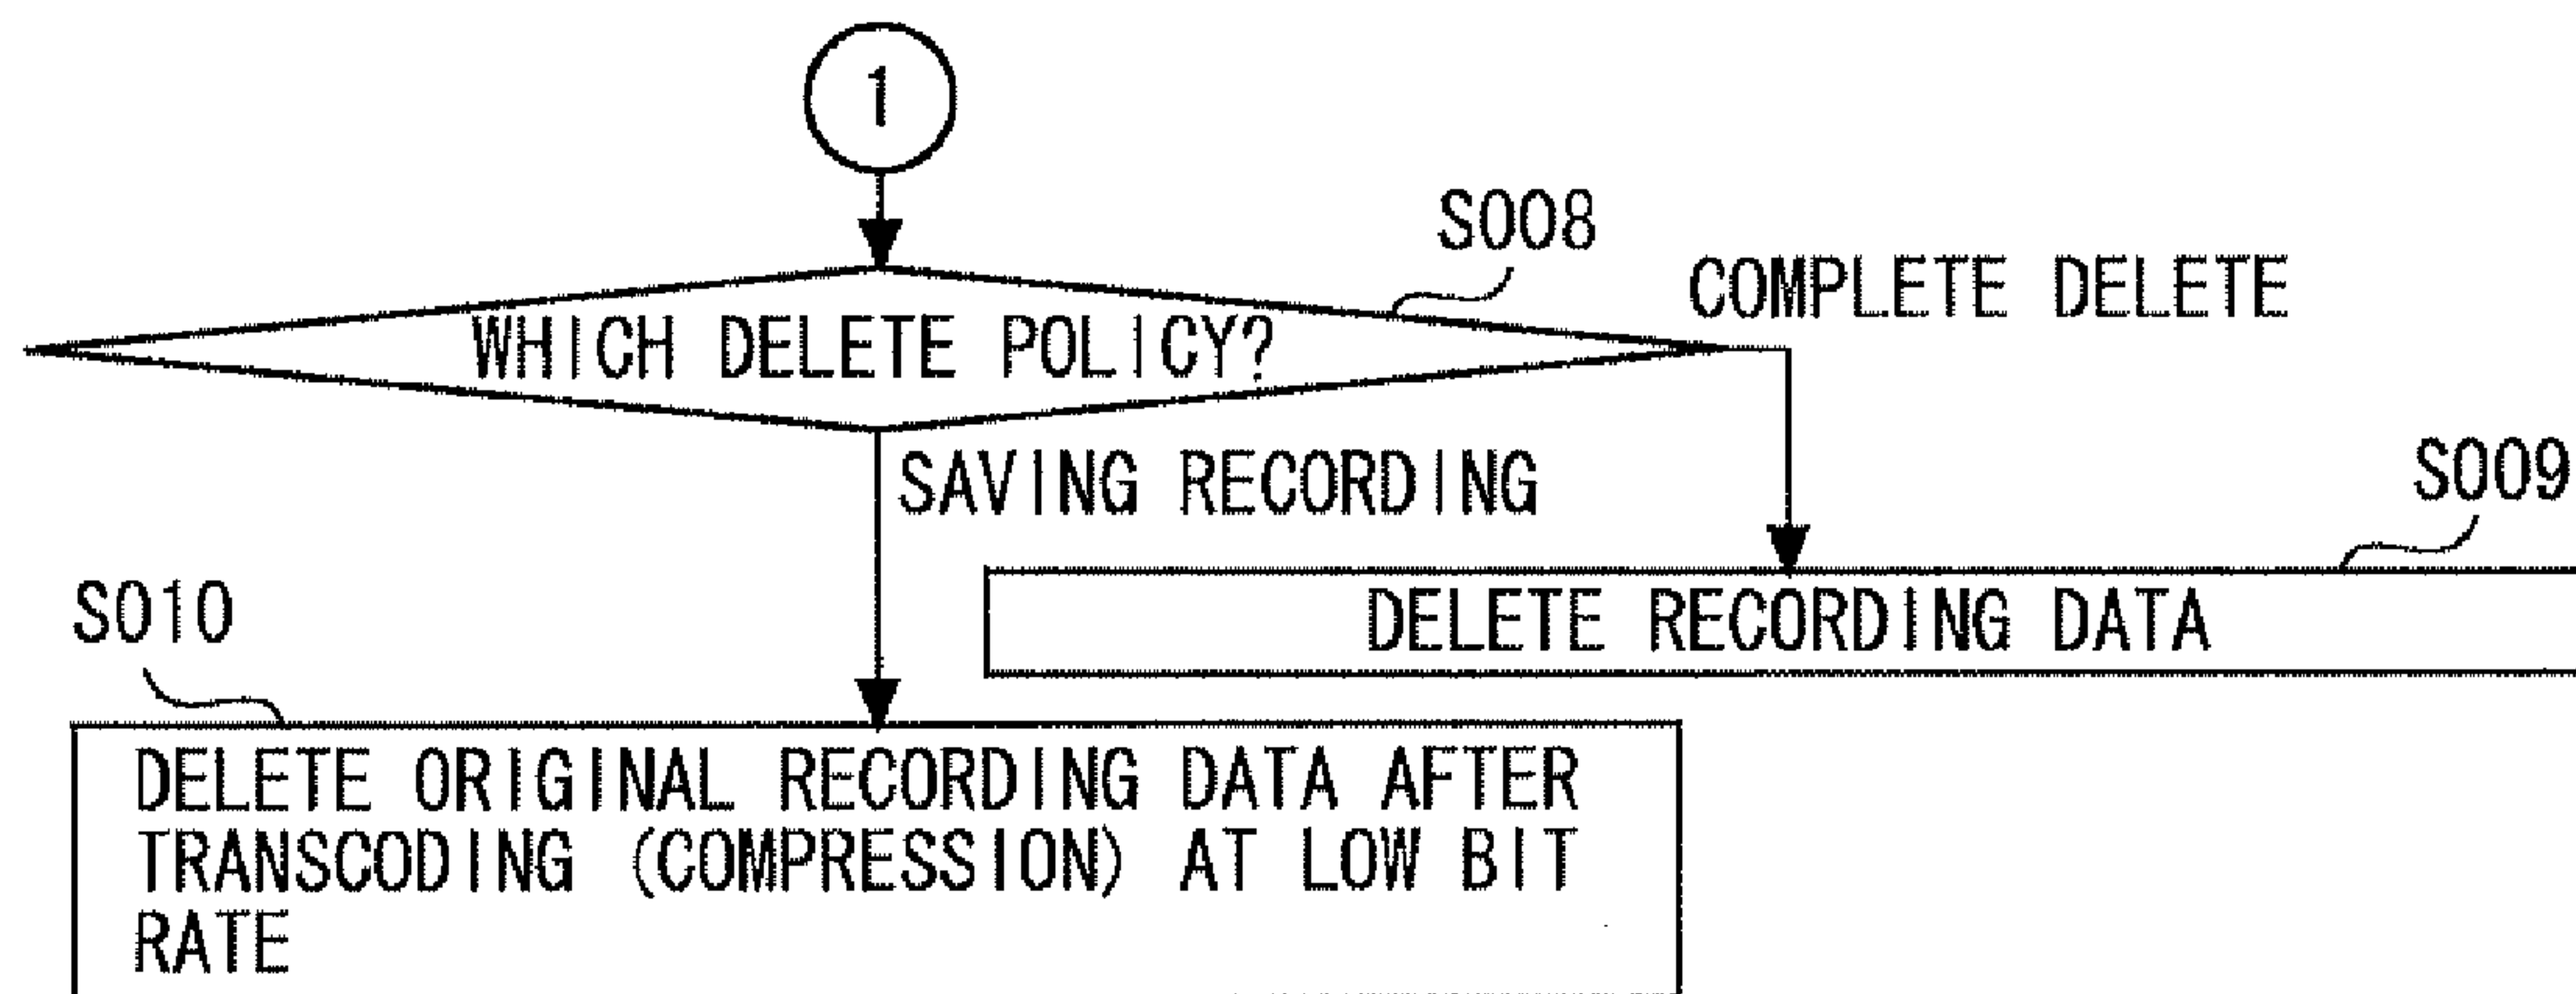 1
S008
COMPLETE DELETE
WHICH DELETE POLICY?
SAVING RECORDING
S009
DELETE RECORDING DATA
S010
DELETE ORIGINAL RECORDING DATA AFTER
TRANSCODING (COMPRESSION) AT LOW BIT
RATE